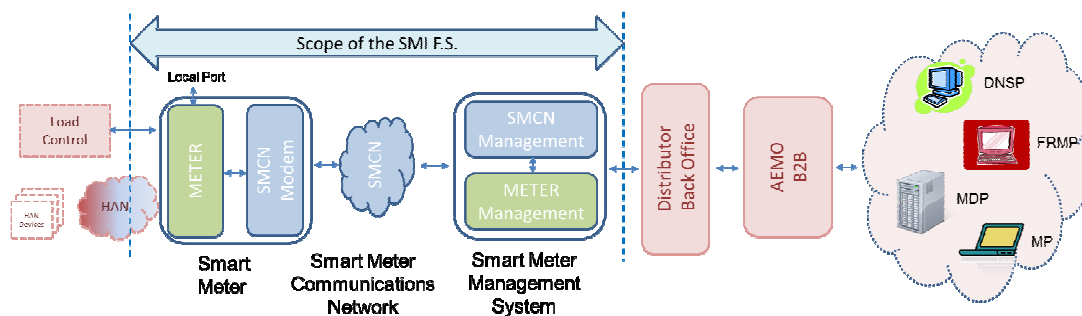 Scope of the SMI F.S.
Local Port
Load
Control
METER
SMCN
Modem
SMCN
SMCN
Management
METER
Management
Distributor
Back Office
AEMO
B2B
DNSP
FRMP
MDP
MP
HAN
HAN
Devices
Smart
Meter
Smart Meter
Communications
Network
Smart Meter
Management
System